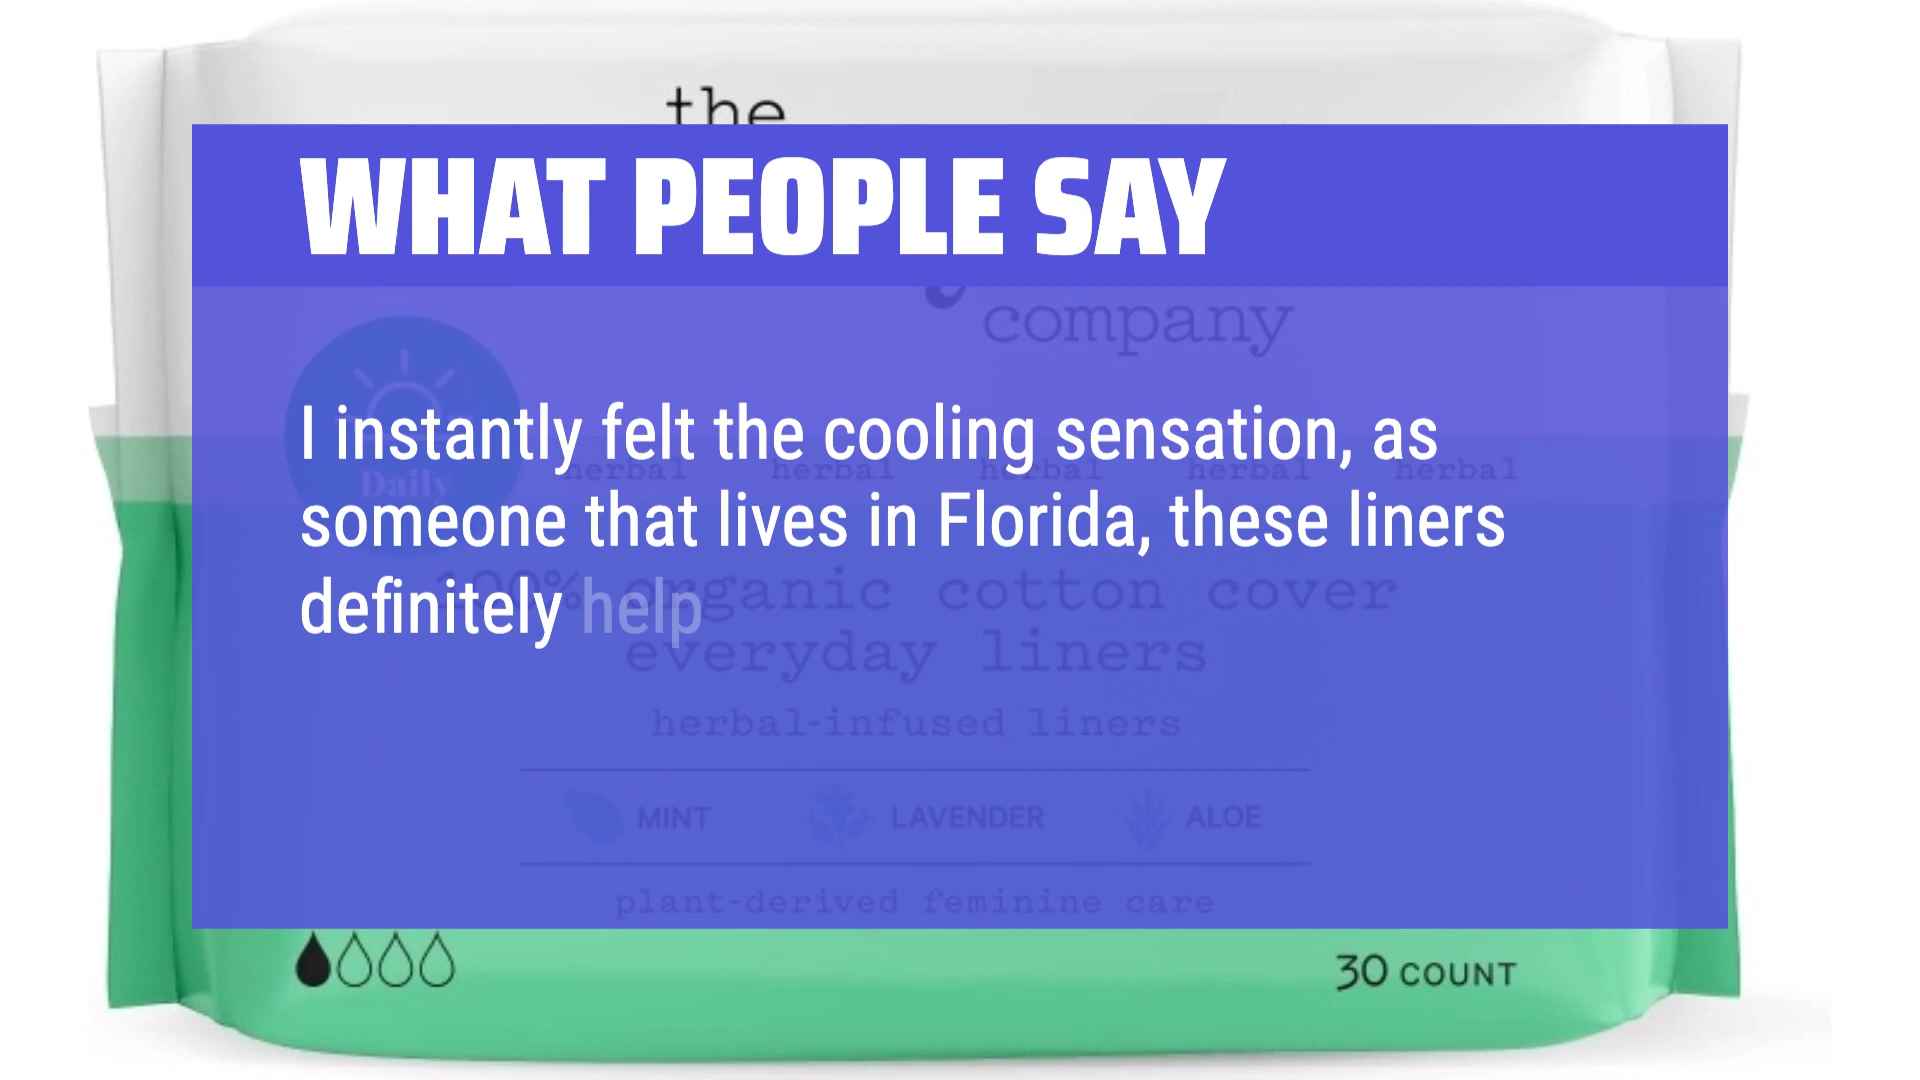 the
WHAT PEOPLE SAY
company
I instantly felt the cooling sensation, as
herbal herbal herbal herbal herbal
Daily
someone that lives in Florida, these liners
100% organic cotton cover
definitely help
everyday liners
herbal-infused liners
MINT LAVENDER ALOE
plant-derived feminine care
30 COUNT